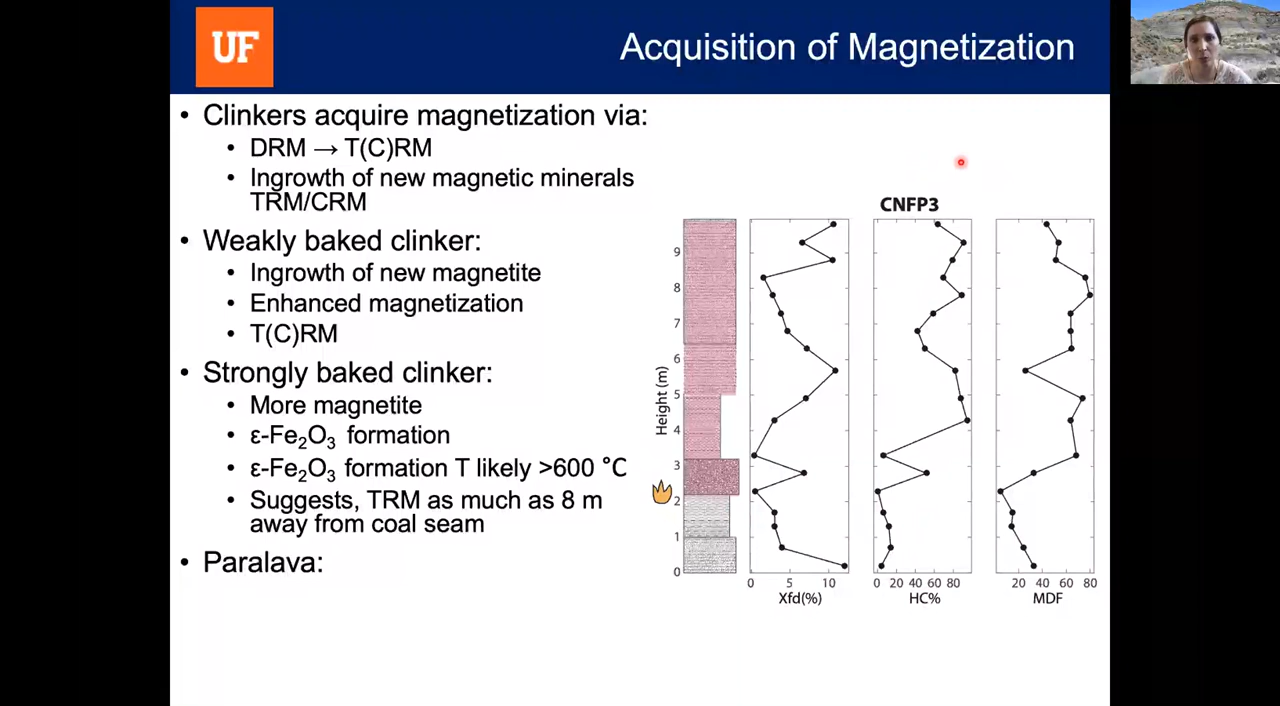 UF
Acquisition of Magnetization
• Clinkers acquire magnetization via:
• DRM → T(C)RM
• Ingrowth of new magnetic minerals
TRM/CRM
• Weakly baked clinker:
• Ingrowth of new magnetite
• Enhanced magnetization
• T(C)RM
• Strongly baked clinker:
• More magnetite
• ε-Fe₂O₃ formation
• ε-Fe₂O₃ formation T likely >600 °C
• Suggests, TRM as much as 8 m
away from coal seam
• Paralava:
CNFP3
Height (m)
9
8
7
6
5
4
3
2
1
0
0 5 10
Xfd(%)
0 20 40 60 80
HC%
20 40 60 80
MDF